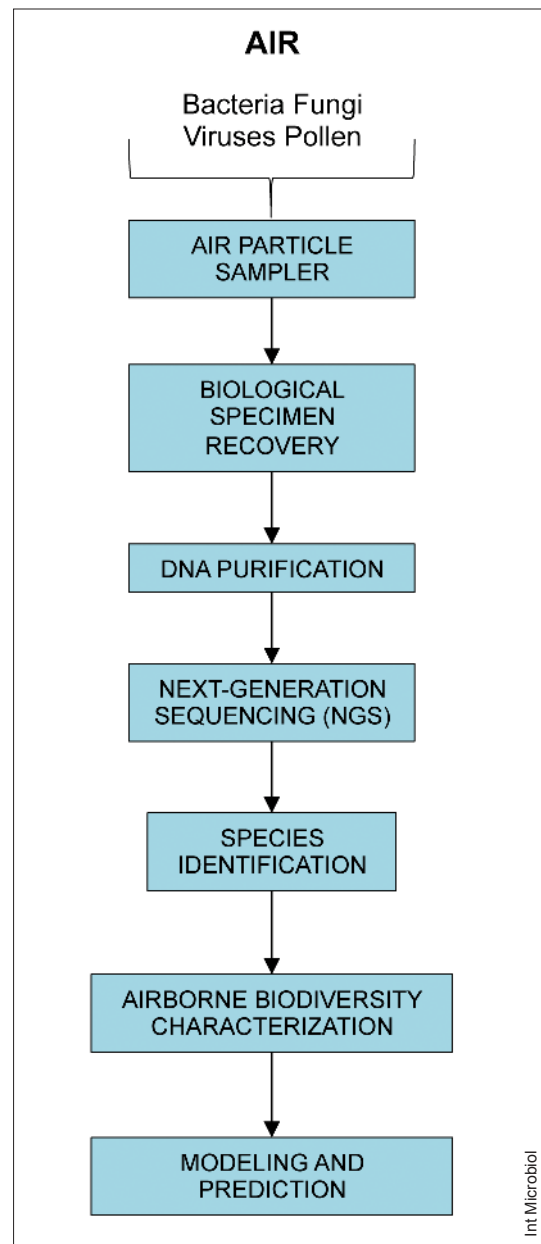 AIR
Bacteria Fungi
Viruses Pollen
AIR PARTICLE
SAMPLER
BIOLOGICAL
SPECIMEN
RECOVERY
DNA PURIFICATION
NEXT-GENERATION
SEQUENCING (NGS)
SPECIES
IDENTIFICATION
AIRBORNE BIODIVERSITY
CHARACTERIZATION
MODELING AND
PREDICTION
Int Microbiol